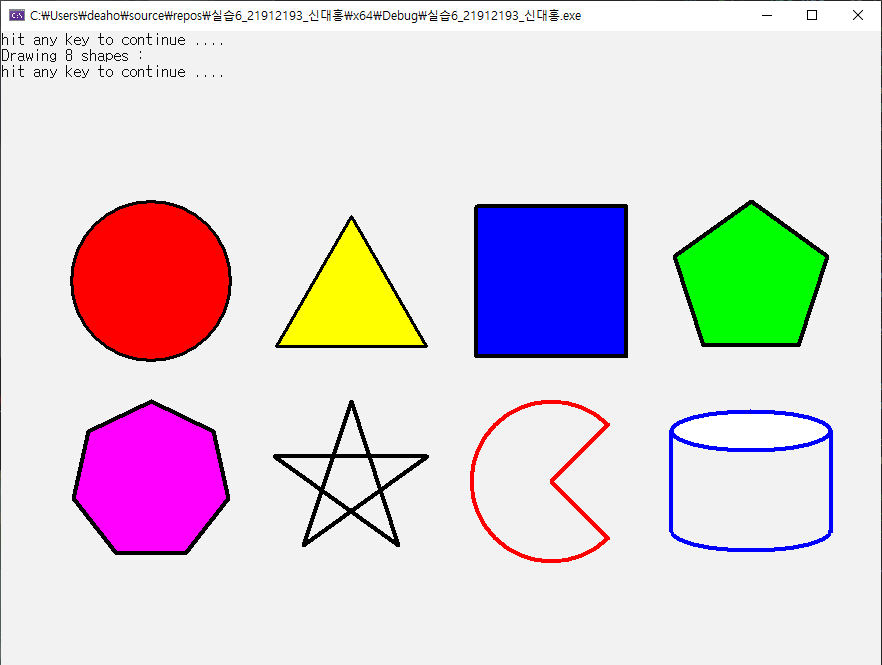 C:\Users\deaho\source\repos\실습6_21912193_신대홍\x64\Debug\실습6_21912193_신대홍.exe
hit any key to continue ....
Drawing 8 shapes :
hit any key to continue ....